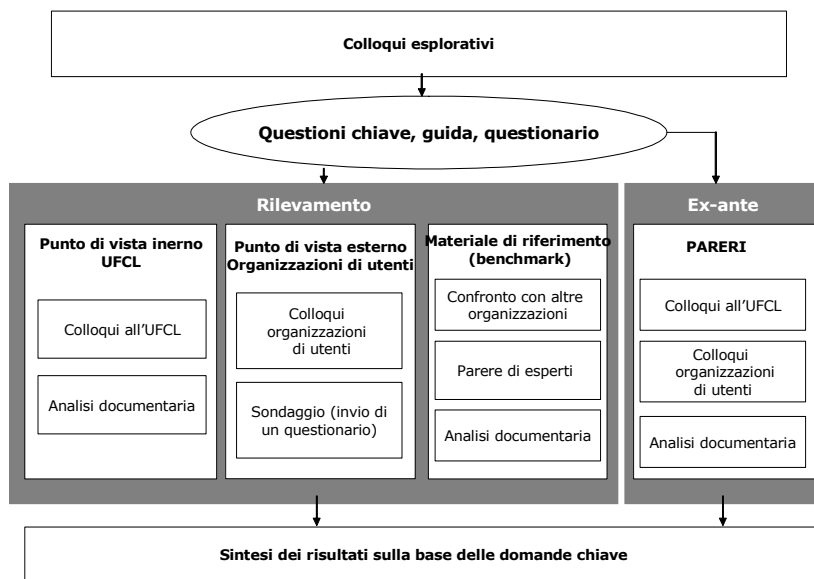 Colloqui esplorativi
Questioni chiave, guida, questionario
Rilevamento
Punto di vista inerno
UFCL
Colloqui all'UFCL
Analisi documentaria
Punto di vista esterno
Organizzazioni di utenti
Colloqui
organizzazioni
di utenti
Sondaggio (invio di
un questionario)
Materiale di riferimento
(benchmark)
Confronto con altre
organizzazioni
Parere di esperti
Analisi documentaria
Ex-ante
PARERI
Colloqui all'UFCL
Colloqui
organizzazioni
di utenti
Analisi documentaria
Sintesi dei risultati sulla base delle domande chiave